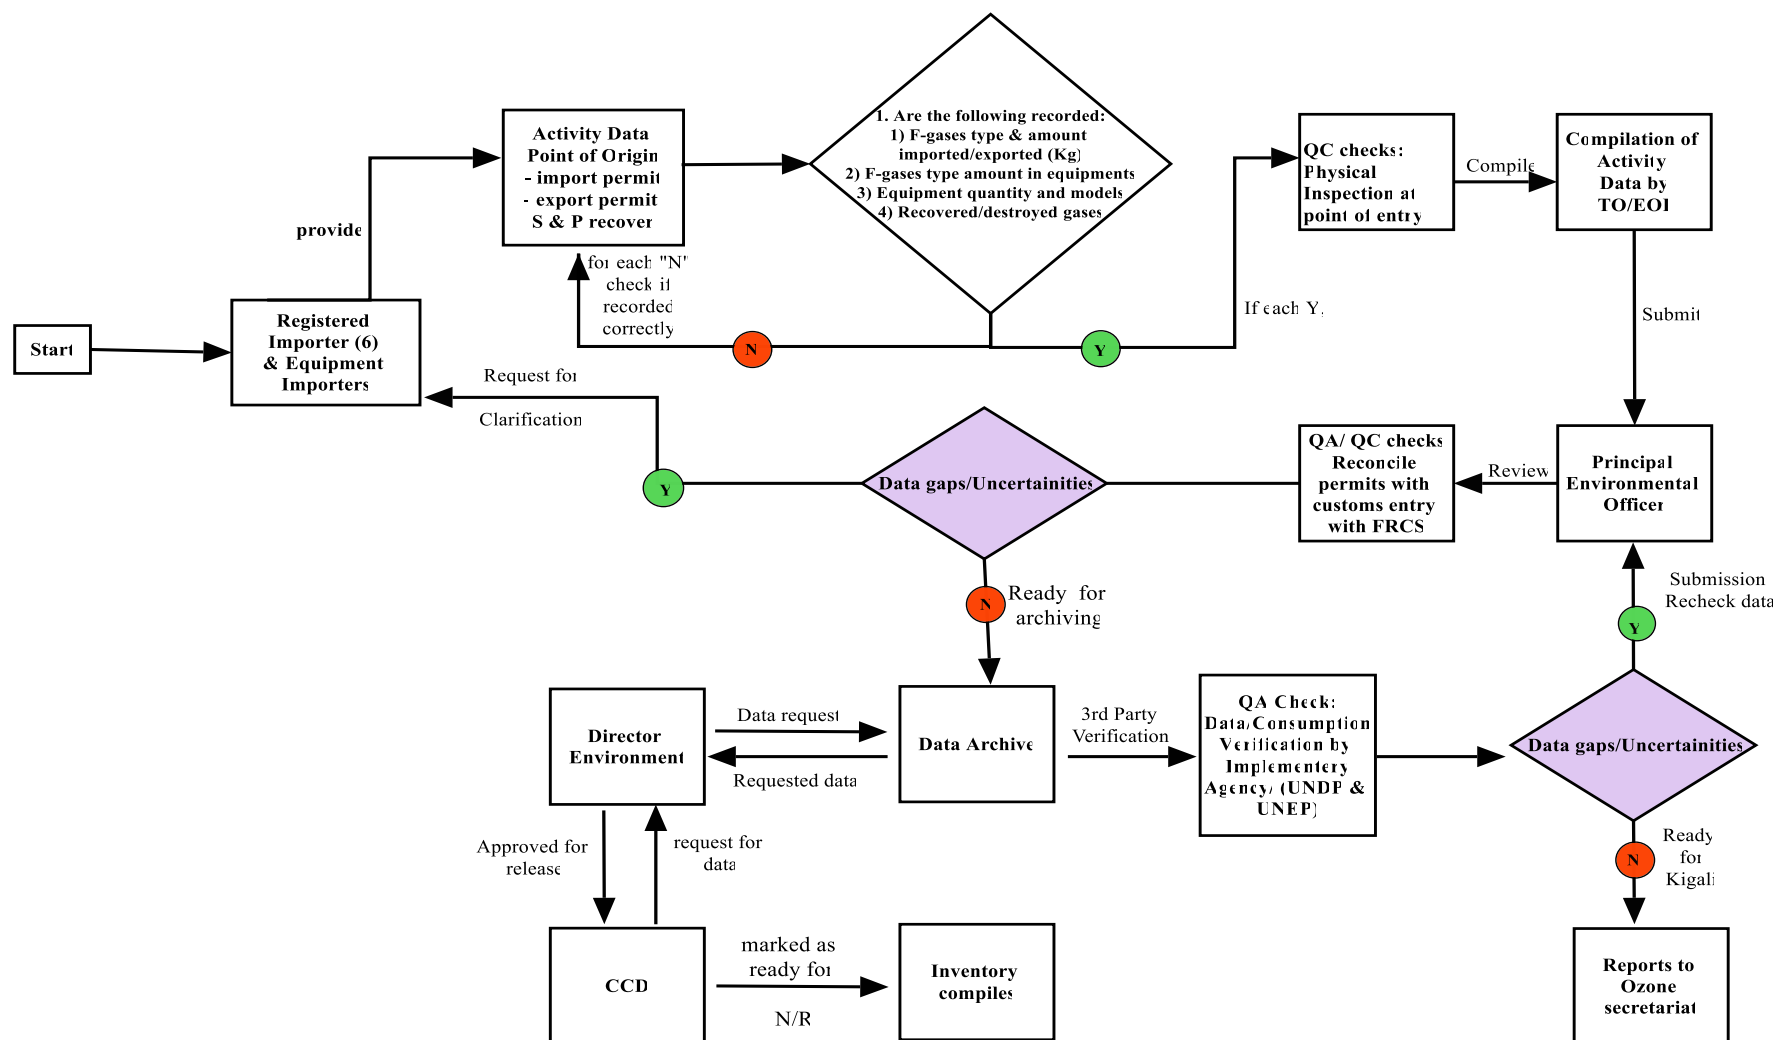 1. Are the following recorded:
1) F-gases type & amount
imported/exported (Kg)
2) F-gases type amount in equipments
3) Equipment quantity and models
4) Recovered/destroyed gases
Activity Data
Point of Origin
- import permit
- export permit
S & P recover
QC checks:
Physical
Inspection at
point of entry
Compile
Compilation of
Activity
Data by
TO/EOI
provide
for each "N"
check if
recorded
correctly
If each Y.
Submit
Start
Registered
Importer (6)
& Equipment
Importers
N
Y
Request for
Clarification
Data gaps/Uncertainities
Y
QA/ QC checks
Reconcile
permits with
customs entry
with FRCS
Review
Principal
Environmental
Officer
N
Ready for
archiving
Submission
Recheck data
Y
Director
Environment
Data request
Requested data
Data Archive
3rd Party
Verification
QA Check:
Data/Consumption
Verification by
Implementery
Agency/ (UNDP &
UNEP)
Data gaps/Uncertainities
Approved for
release
request for
data
N
Ready
for
Kigali
CCD
marked as
ready for
N/R
Inventory
compiles
Reports to
Ozone
secretariat